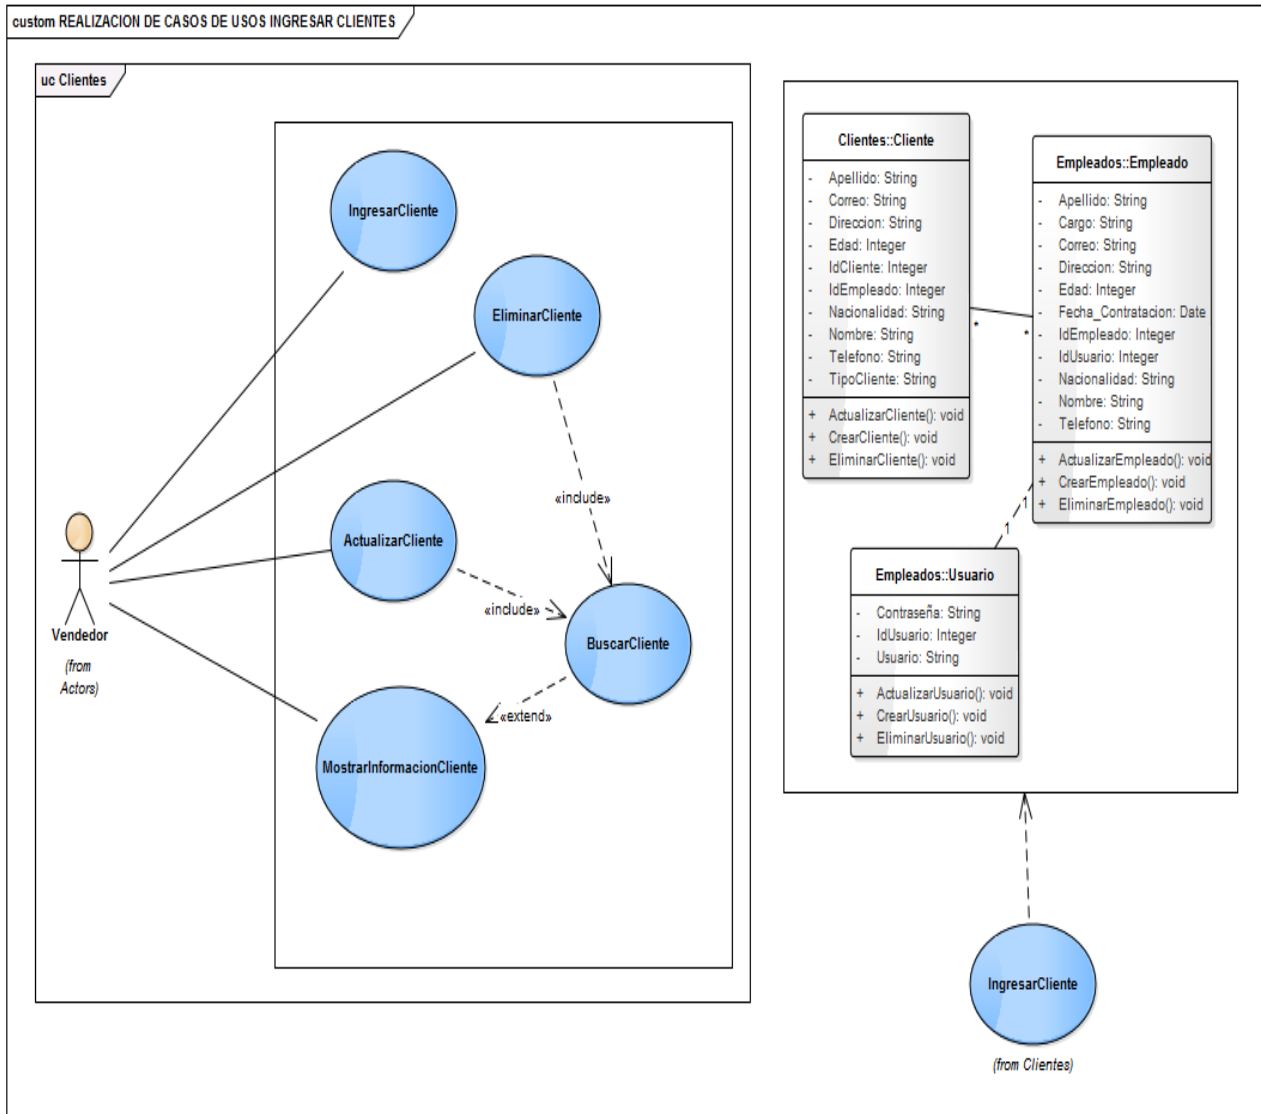 custom REALIZACION DE CASOS DE USOS INGRESAR CLIENTES
uc Clientes
IngresarCliente
EliminarCliente
«include»
ActualizarCliente
«include»
BuscarCliente
«extend»
MostrarInformacionCliente
Vendedor
(from
Actors)
Clientes::Cliente
- Apellido: String
- Correo: String
- Direccion: String
- Edad: Integer
- IdCliente: Integer
- IdEmpleado: Integer
- Nacionalidad: String
- Nombre: String
- Telefono: String
- TipoCliente: String
+ ActualizarCliente(): void
+ CrearCliente(): void
+ EliminarCliente(): void
*
*
Empleados::Empleado
- Apellido: String
- Cargo: String
- Correo: String
- Direccion: String
- Edad: Integer
- Fecha_Contratacion: Date
- IdEmpleado: Integer
- IdUsuario: Integer
- Nacionalidad: String
- Nombre: String
- Telefono: String
+ ActualizarEmpleado(): void
+ CrearEmpleado(): void
+ EliminarEmpleado(): void
1
1
Empleados::Usuario
- Contraseña: String
- IdUsuario: Integer
- Usuario: String
+ ActualizarUsuario(): void
+ CrearUsuario(): void
+ EliminarUsuario(): void
IngresarCliente
(from Clientes)